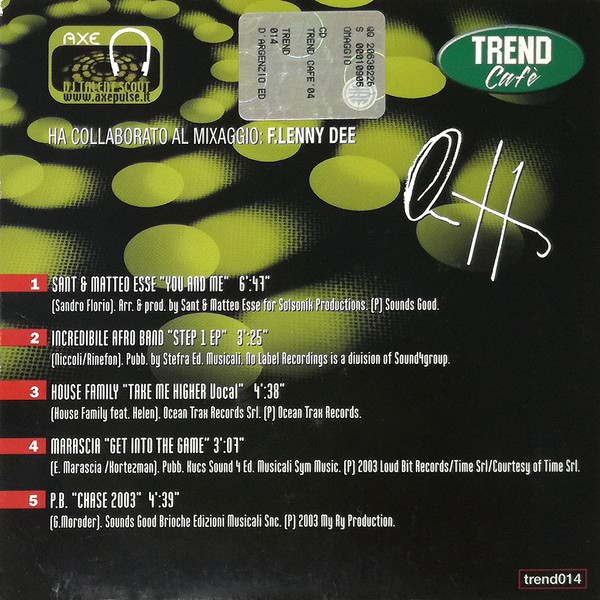 AXE
DJ TALENT SCOUT
www.axepulse.it
QQ 20638226
S 08010905
OMAGGIO
CD
TREND CAFE'04
TREND
014
D'ARGENZIO ED
TREND
Cafè
HA COLLABORATO AL MIXAGGIO: F.LENNY DEE
1 SANT & MATTEO ESSE "YOU AND ME" 6':47"
(Sandro Florio). Arr. & prod. by Sant & Matteo Esse for Solsonik Productions. (P) Sounds Good.
2 INCREDIBILE AFRO BAND "STEP 1 EP" 3':25"
(Niccoli/Rinefon). Pubb. by Stefra Ed. Musicali. No Label Recordings is a division of Sound4group.
3 HOUSE FAMILY "TAKE ME HIGHER Vocal" 4':38"
(House Family feat. Helen). Ocean Trax Records Srl. (P) Ocean Trax Records.
4 MARASCIA "GET INTO THE GAME" 3':07"
(E. Marascia /Hortezman). Pubb. Kucs Sound 4 Ed. Musicali Sym Music. (P) 2003 Loud Bit Records/Time Srl/Courtesy of Time Srl.
5 P.B. "CHASE 2003" 4':39"
(G.Moroder). Sounds Good Brioche Edizioni Musicali Snc. (P) 2003 My Ry Production.
trend014